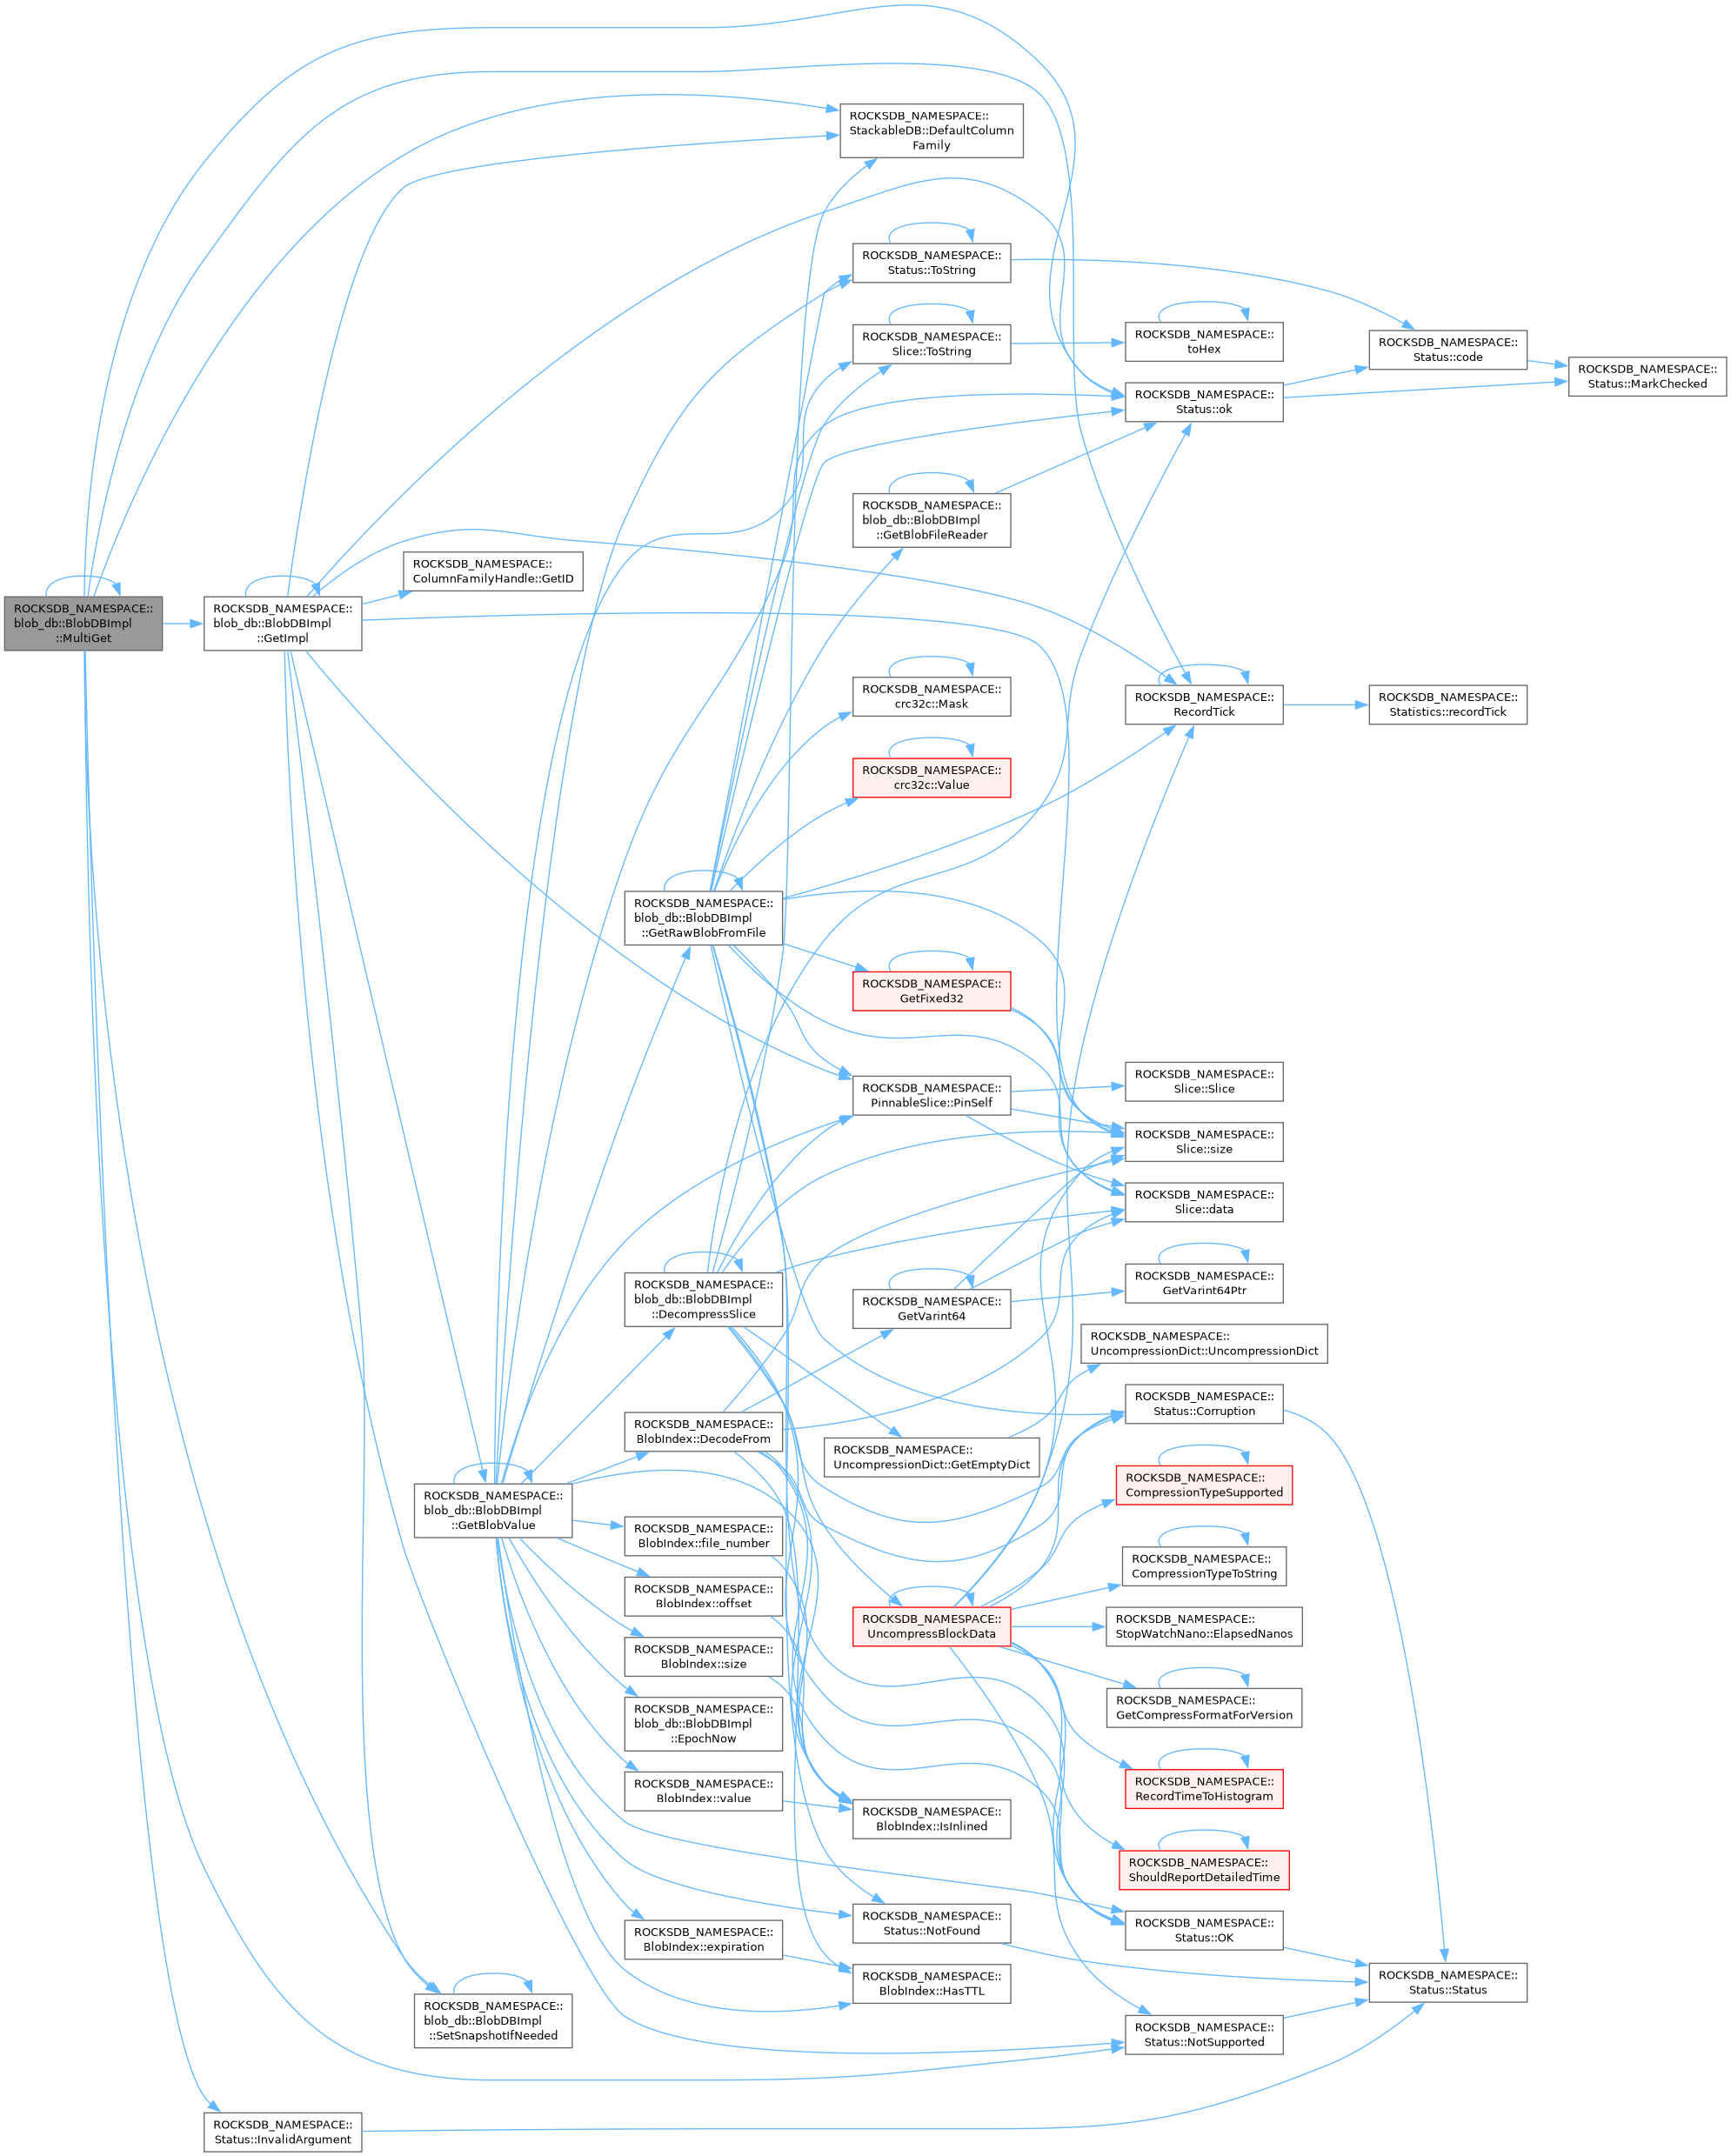 ROCKSDB_NAMESPACE::
blob_db::BlobDBImpl
::MultiGet
ROCKSDB_NAMESPACE::
blob_db::BlobDBImpl
::GetImpl
ROCKSDB_NAMESPACE::
Status::InvalidArgument
ROCKSDB_NAMESPACE::
ColumnFamilyHandle::GetID
ROCKSDB_NAMESPACE::
blob_db::BlobDBImpl
::GetBlobValue
ROCKSDB_NAMESPACE::
blob_db::BlobDBImpl
::SetSnapshotIfNeeded
ROCKSDB_NAMESPACE::
blob_db::BlobDBImpl
::GetRawBlobFromFile
ROCKSDB_NAMESPACE::
blob_db::BlobDBImpl
::DecompressSlice
ROCKSDB_NAMESPACE::
BlobIndex::DecodeFrom
ROCKSDB_NAMESPACE::
BlobIndex::file_number
ROCKSDB_NAMESPACE::
BlobIndex::offset
ROCKSDB_NAMESPACE::
BlobIndex::size
ROCKSDB_NAMESPACE::
blob_db::BlobDBImpl
::EpochNow
ROCKSDB_NAMESPACE::
BlobIndex::value
ROCKSDB_NAMESPACE::
BlobIndex::expiration
ROCKSDB_NAMESPACE::
StackableDB::DefaultColumn
Family
ROCKSDB_NAMESPACE::
Status::ToString
ROCKSDB_NAMESPACE::
Slice::ToString
ROCKSDB_NAMESPACE::
blob_db::BlobDBImpl
::GetBlobFileReader
ROCKSDB_NAMESPACE::
crc32c::Mask
ROCKSDB_NAMESPACE::
crc32c::Value
ROCKSDB_NAMESPACE::
GetFixed32
ROCKSDB_NAMESPACE::
PinnableSlice::PinSelf
ROCKSDB_NAMESPACE::
GetVarint64
ROCKSDB_NAMESPACE::
UncompressionDict::GetEmptyDict
ROCKSDB_NAMESPACE::
UncompressBlockData
ROCKSDB_NAMESPACE::
BlobIndex::IsInlined
ROCKSDB_NAMESPACE::
Status::NotFound
ROCKSDB_NAMESPACE::
BlobIndex::HasTTL
ROCKSDB_NAMESPACE::
toHex
ROCKSDB_NAMESPACE::
Status::ok
ROCKSDB_NAMESPACE::
RecordTick
ROCKSDB_NAMESPACE::
Slice::Slice
ROCKSDB_NAMESPACE::
Slice::size
ROCKSDB_NAMESPACE::
Slice::data
ROCKSDB_NAMESPACE::
GetVarint64Ptr
ROCKSDB_NAMESPACE::
UncompressionDict::UncompressionDict
ROCKSDB_NAMESPACE::
Status::Corruption
ROCKSDB_NAMESPACE::
CompressionTypeSupported
ROCKSDB_NAMESPACE::
CompressionTypeToString
ROCKSDB_NAMESPACE::
StopWatchNano::ElapsedNanos
ROCKSDB_NAMESPACE::
GetCompressFormatForVersion
ROCKSDB_NAMESPACE::
RecordTimeToHistogram
ROCKSDB_NAMESPACE::
ShouldReportDetailedTime
ROCKSDB_NAMESPACE::
Status::OK
ROCKSDB_NAMESPACE::
Status::NotSupported
ROCKSDB_NAMESPACE::
Status::code
ROCKSDB_NAMESPACE::
Statistics::recordTick
ROCKSDB_NAMESPACE::
Status::Status
ROCKSDB_NAMESPACE::
Status::MarkChecked